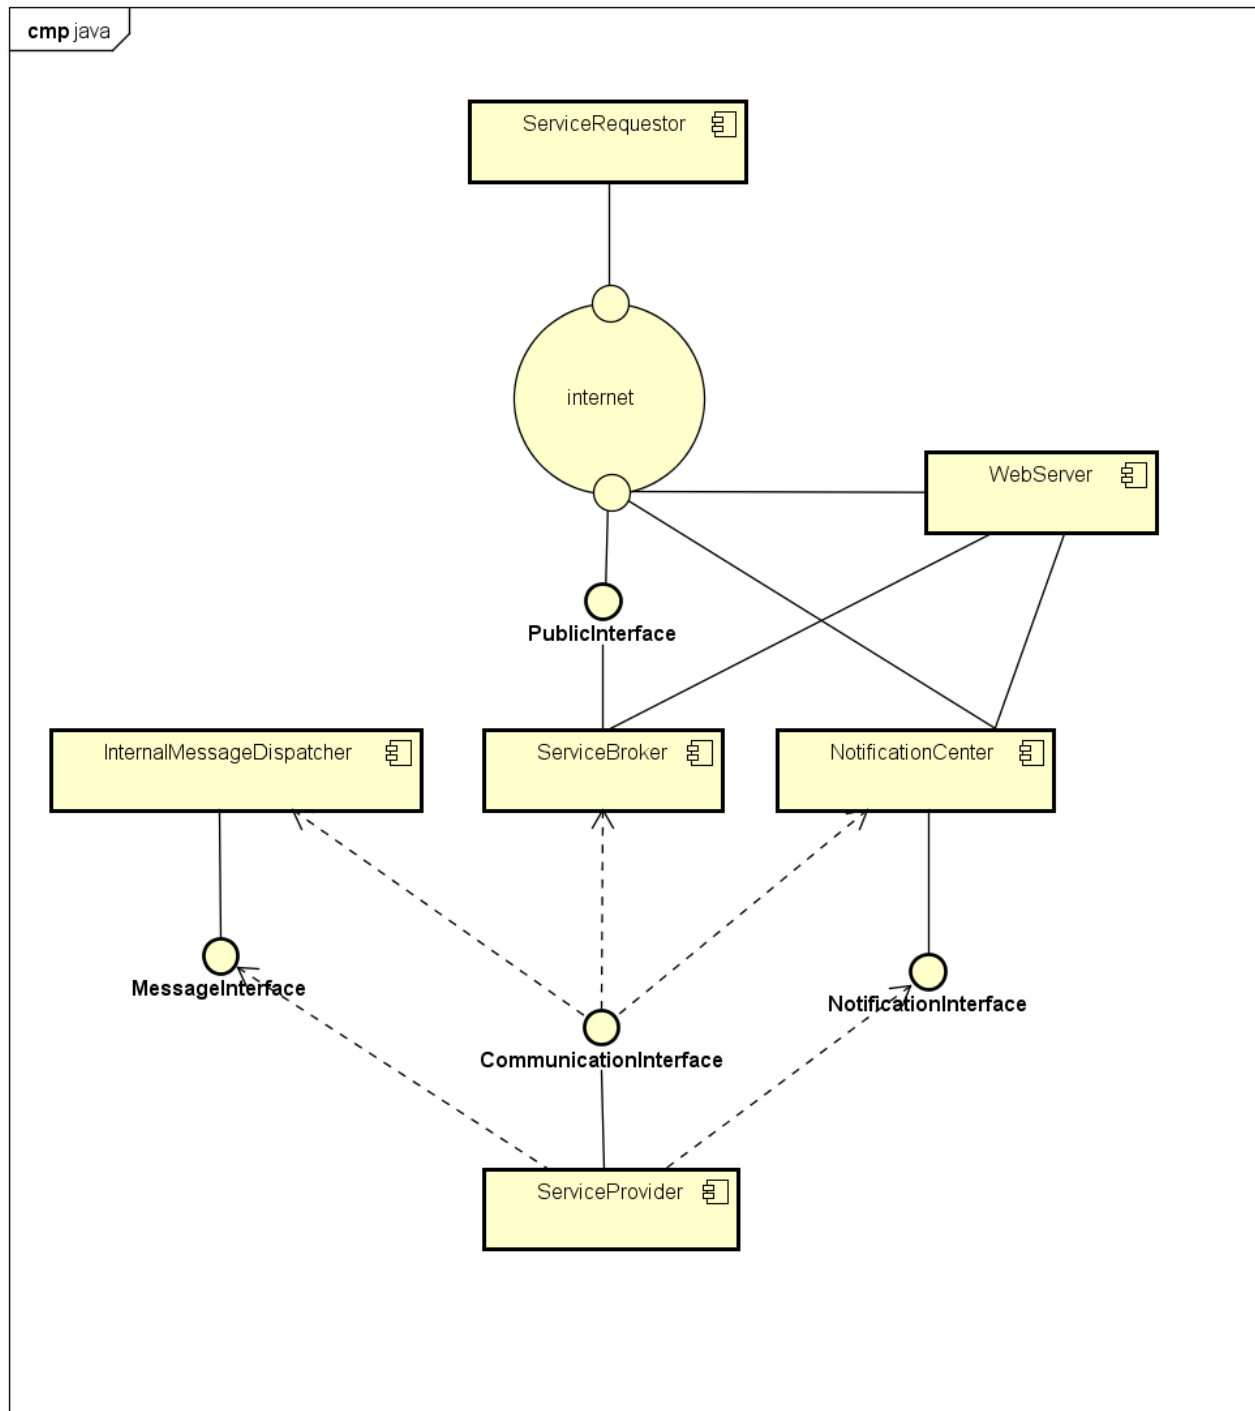 cmp java
ServiceRequestor
internet
WebServer
PublicInterface
InternalMessageDispatcher
ServiceBroker
NotificationCenter
MessageInterface
NotificationInterface
CommunicationInterface
ServiceProvider